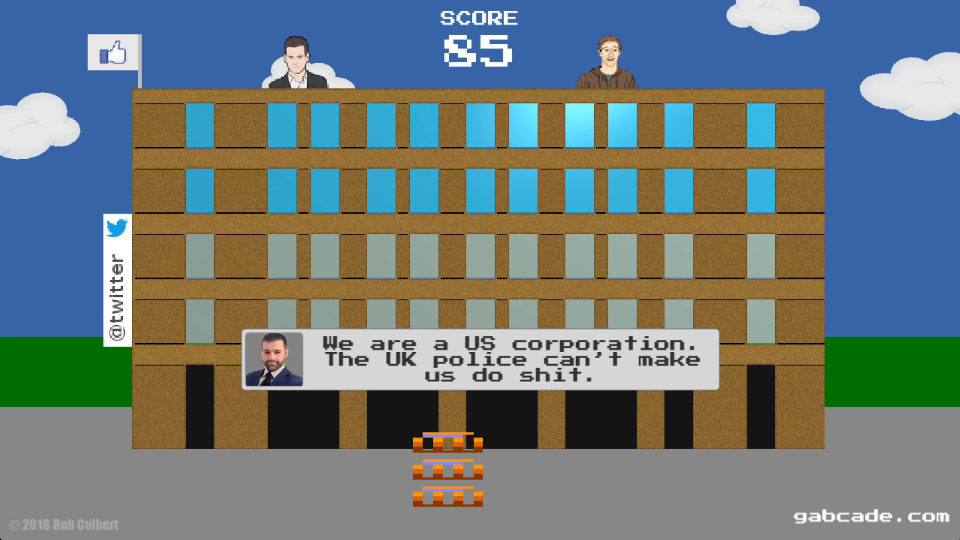 SCORE
85
@twitter
We are a US corporation.
The UK police can't make
us do shit.
© 2018 Rob Colbert
gabcade.com